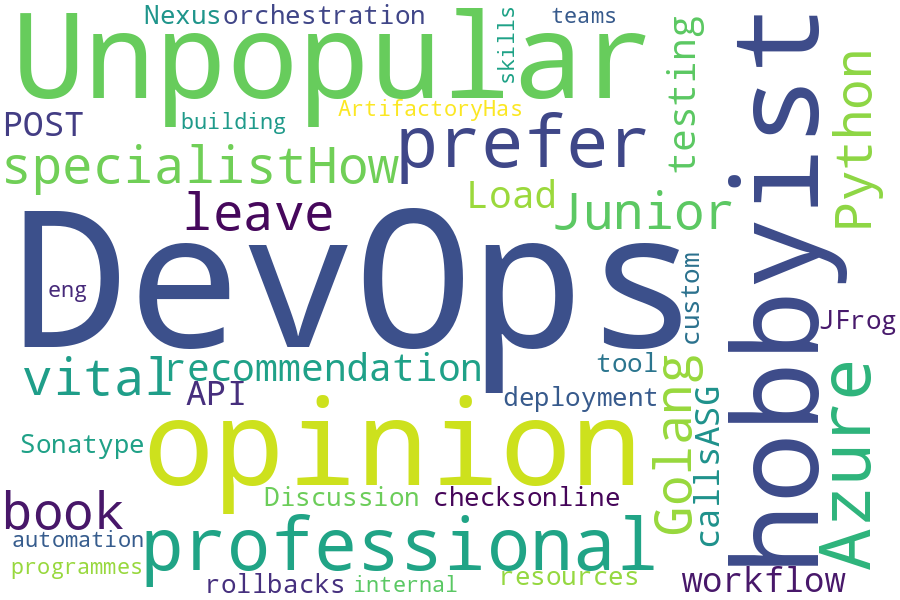 Nexus
orchestration
skills
teams
Unpopular
testing
hobbyist
Python
POST
building
ArtifactoryHas
prefer
specialistHow
leave
Load
Junior
DevOps
eng
custom
JFrog
vital
recommendation
tool
API
deployment
Golang
callsASG
Azure
Sonatype
opinion
book
Discussion
checksonline
automation
professional
programmes
rollbacks
internal
resources
workflow